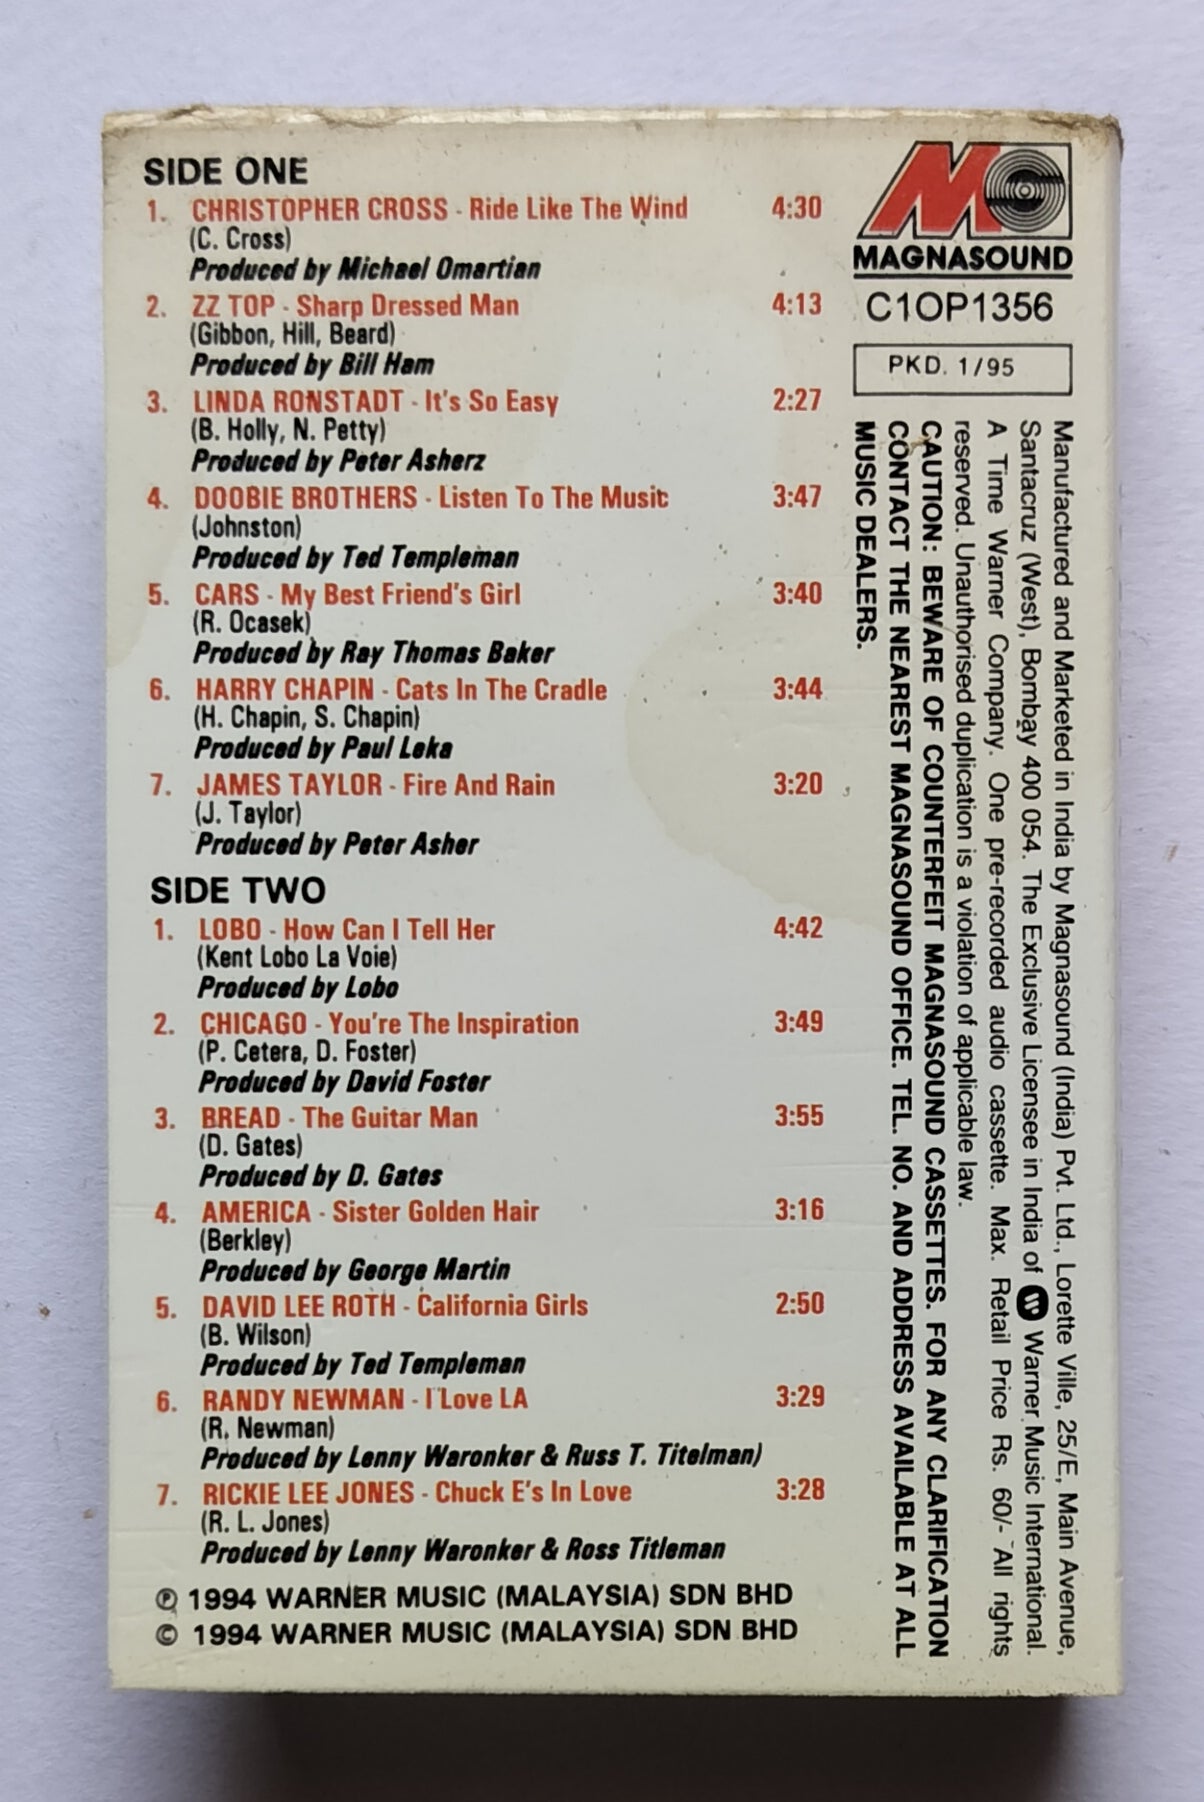 SIDE ONE
1. CHRISTOPHER CROSS - Ride Like The Wind 4:30
(C. Cross)
Produced by Michael Omartian
2. ZZ TOP - Sharp Dressed Man 4:13
(Gibbon, Hill, Beard)
Produced by Bill Ham
3. LINDA RONSTADT - It's So Easy 2:27
(B. Holly, N. Petty)
Produced by Peter Asherz
4. DOOBIE BROTHERS - Listen To The Music 3:47
(Johnston)
Produced by Ted Templeman
5. CARS - My Best Friend's Girl 3:40
(R. Ocasek)
Produced by Ray Thomas Baker
6. HARRY CHAPIN - Cats In The Cradle 3:44
(H. Chapin, S. Chapin)
Produced by Paul Leka
7. JAMES TAYLOR - Fire And Rain 3:20
(J. Taylor)
Produced by Peter Asher
SIDE TWO
1. LOBO - How Can I Tell Her 4:42
(Kent Lobo La Voie)
Produced by Lobo
2. CHICAGO - You're The Inspiration 3:49
(P. Cetera, D. Foster)
Produced by David Foster
3. BREAD - The Guitar Man 3:55
(D. Gates)
Produced by D. Gates
4. AMERICA - Sister Golden Hair 3:16
(Berkley)
Produced by George Martin
5. DAVID LEE ROTH - California Girls 2:50
(B. Wilson)
Produced by Ted Templeman
6. RANDY NEWMAN - I Love LA 3:29
(R. Newman)
Produced by Lenny Waronker & Russ T. Titelman)
7. RICKIE LEE JONES - Chuck E's In Love 3:28
(R. L. Jones)
Produced by Lenny Waronker & Ross Titleman
℗ 1994 WARNER MUSIC (MALAYSIA) SDN BHD
© 1994 WARNER MUSIC (MALAYSIA) SDN BHD
MC
MAGNASOUND
C10P1356
PKD. 1/95
Manufactured and Marketed in India by Magnasound (India) Pvt. Ltd., Lorette Ville, 25/E, Main Avenue,
Santacruz (West), Bombay 400 054. The Exclusive Licensee in India of W Warner Music International.
A Time Warner Company. One pre-recorded audio cassette. Max. Retail Price Rs. 60/- All rights
reserved. Unauthorised duplication is a violation of applicable law.
CAUTION: BEWARE OF COUNTERFEIT MAGNASOUND CASSETTES. FOR ANY CLARIFICATION
CONTACT THE NEAREST MAGNASOUND OFFICE. TEL. NO. AND ADDRESS AVAILABLE AT ALL
MUSIC DEALERS.